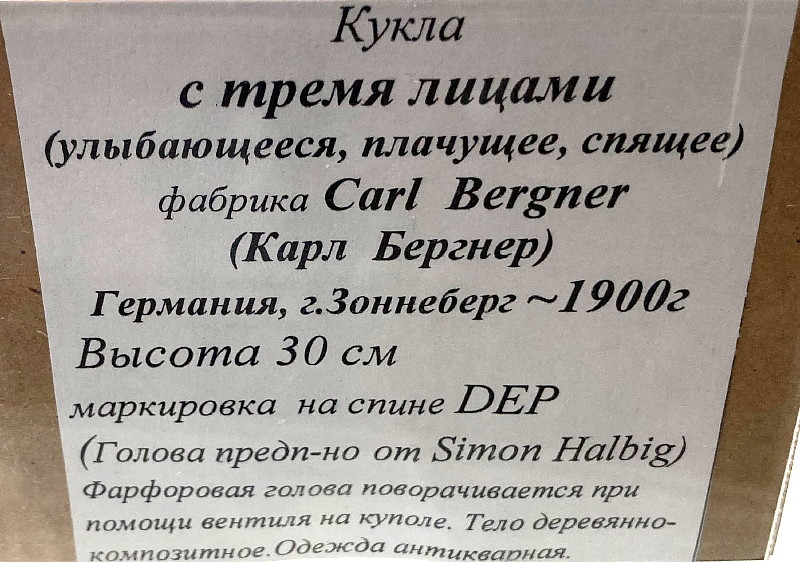 Кукла
с тремя лицами
(улыбающееся, плачущее, спящее)
фабрика Carl Bergner
(Карл Бергнер)
Германия, г.Зоннеберг ~1900г
Высота 30 см
маркировка на спине DEP
(Голова предп-но от Simon Halbig)
Фарфоровая голова поворачивается при
помощи вентиля на куполе. Тело деревянно-
композитное.Одежда антикварная.